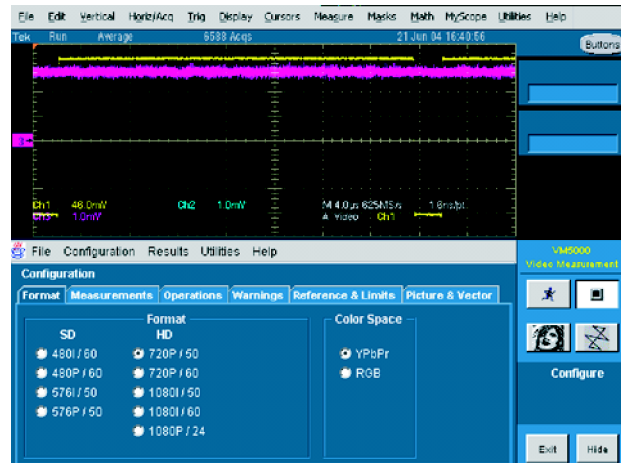 File Edit Vertical Horiz/Acq Trig Display Cursors Measure Masks Math MyScope Utilities Help
Tek Run Average 6588 Acqs 21 Jun 04 16:40:56
Buttons
3
Ch1 46.0mV Ch2 1.0mV M 4.0µs 625MS/s
Ch3 1.0mV A Video Ch1
File Configuration Results Utilities Help
VM5000
Video Measurement
Configuration
Format Measurements Operations Warnings Reference & Limits Picture & Vector
Format Color Space
SD HD
480I / 60 720P / 50 YPbPr
480P / 60 720P / 60 RGB
576I / 50 1080I / 50
576P / 50 1080I / 60
1080P / 24
Configure
Exit Hide